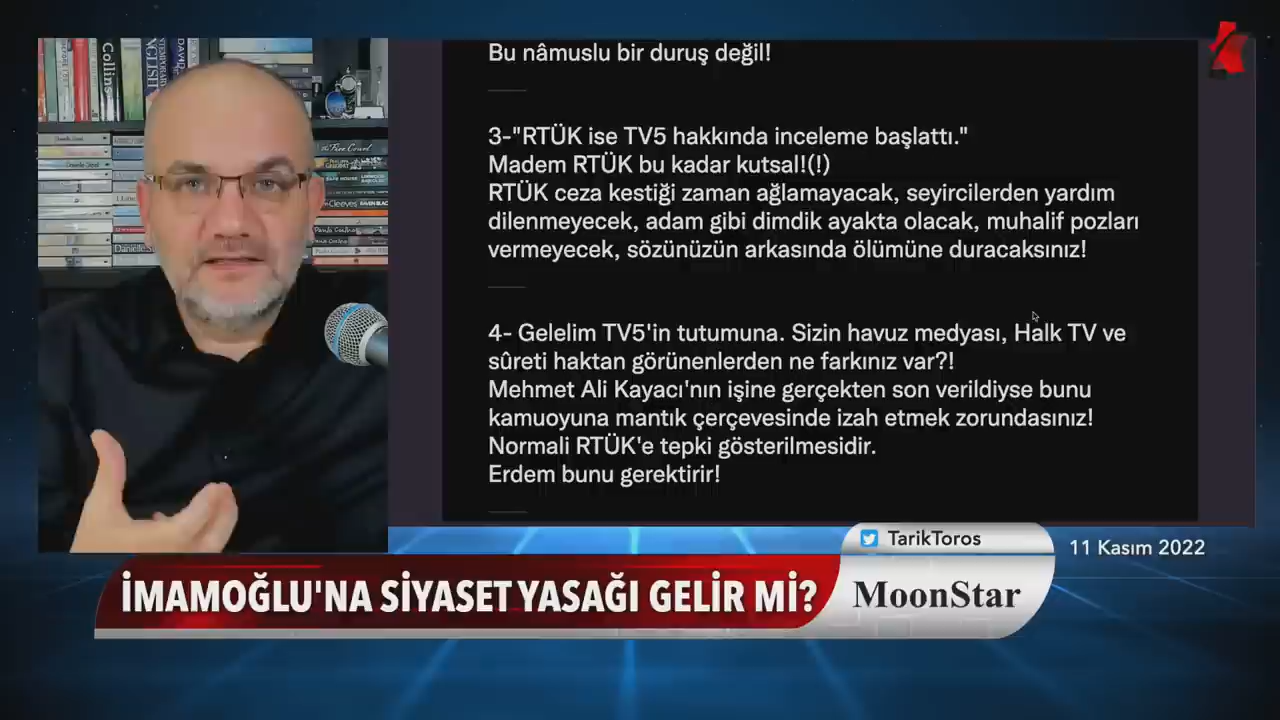 Bu nâmuslu bir duruş değil!
3-"RTÜK ise TV5 hakkında inceleme başlattı."
Madem RTÜK bu kadar kutsal!(!)
RTÜK ceza kestiği zaman ağlamayacak, seyircilerden yardım
dilenmeyecek, adam gibi dimdik ayakta olacak, muhalif pozları
vermeyecek, sözünüzün arkasında ölümüne duracaksınız!
4- Gelelim TV5'in tutumuna. Sizin havuz medyası, Halk TV ve
sûreti haktan görünenlerden ne farkınız var?!
Mehmet Ali Kayacı'nın işine gerçekten son verildiyse bunu
kamuoyuna mantık çerçevesinde izah etmek zorundasınız!
Normali RTÜK'e tepki gösterilmesidir.
Erdem bunu gerektirir!
TarikToros
11 Kasım 2022
İMAMOĞLU'NA SİYASET YASAĞI GELİR Mİ?
MoonStar
Collins
ENGLISH